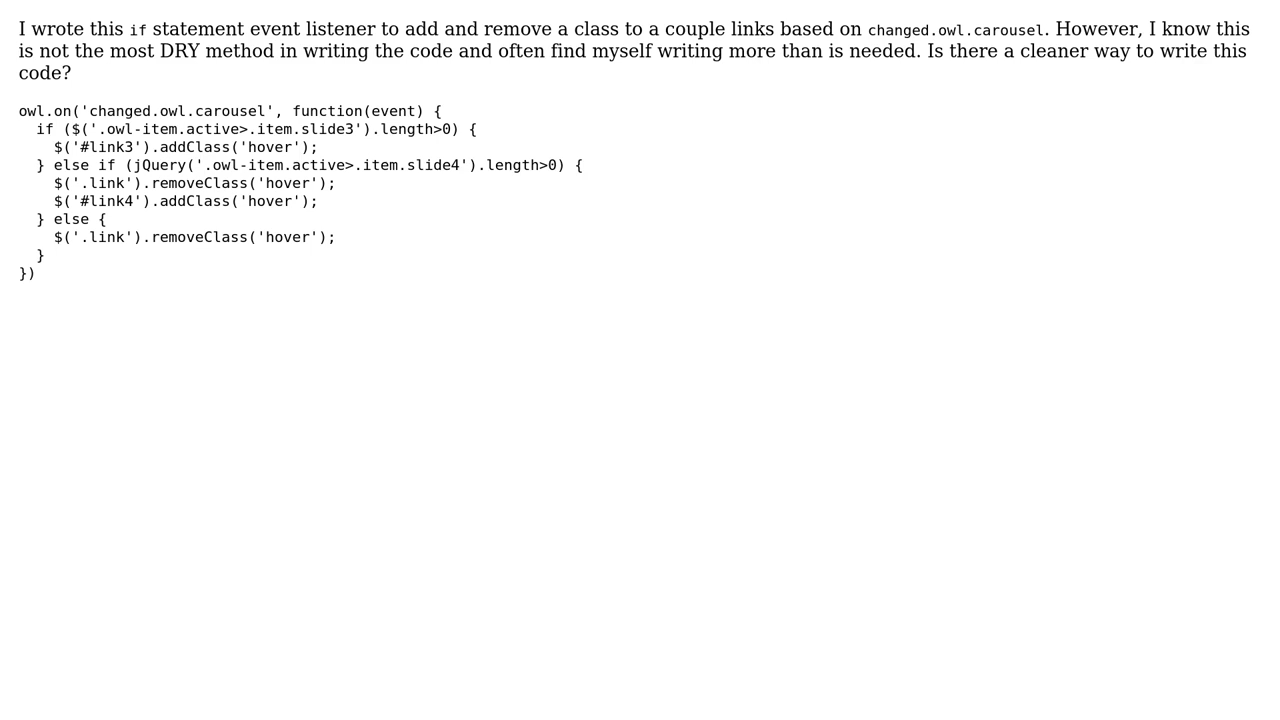 I wrote this if statement event listener to add and remove a class to a couple links based on changed.owl.carousel. However, I know this
is not the most DRY method in writing the code and often find myself writing more than is needed. Is there a cleaner way to write this
code?
owl.on('changed.owl.carousel', function(event) {
  if ($('.owl-item.active>.item.slide3').length>0) {
    $('#link3').addClass('hover');
  } else if (jQuery('.owl-item.active>.item.slide4').length>0) {
    $('.link').removeClass('hover');
    $('#link4').addClass('hover');
  } else {
    $('.link').removeClass('hover');
  }
})